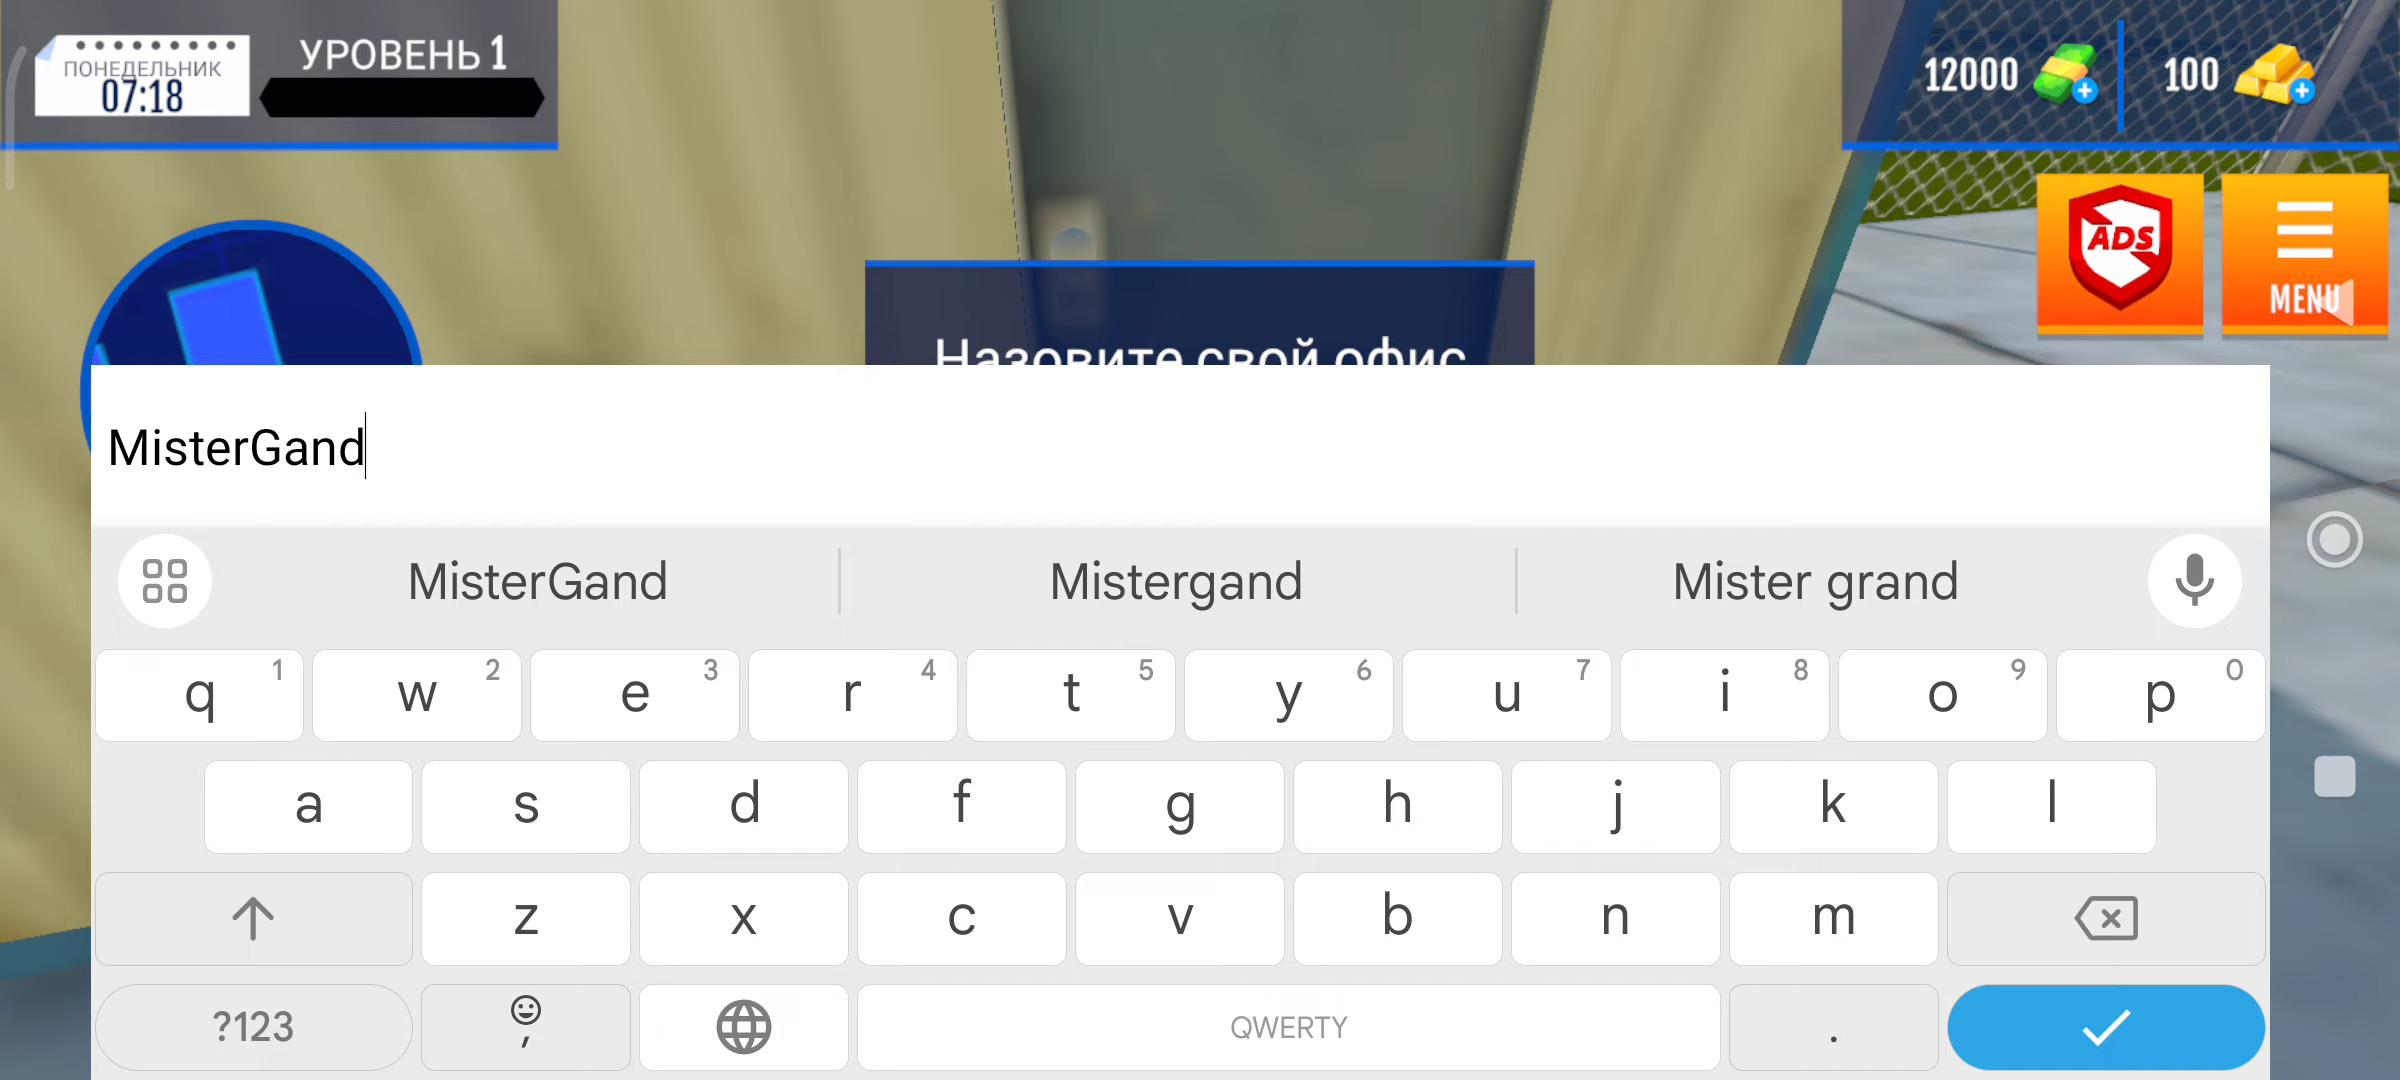 ПОНЕДЕЛЬНИК
07:18
УРОВЕНЬ 1
12000
100
ADS
MENU
Назовите свой офис
MisterGand
MisterGand
Mistergand
Mister grand
q 1 w 2 e 3 r 4 t 5 y 6 u 7 i 8 o 9 p 0
a s d f g h j k l
z x c v b n m
?123 , QWERTY .